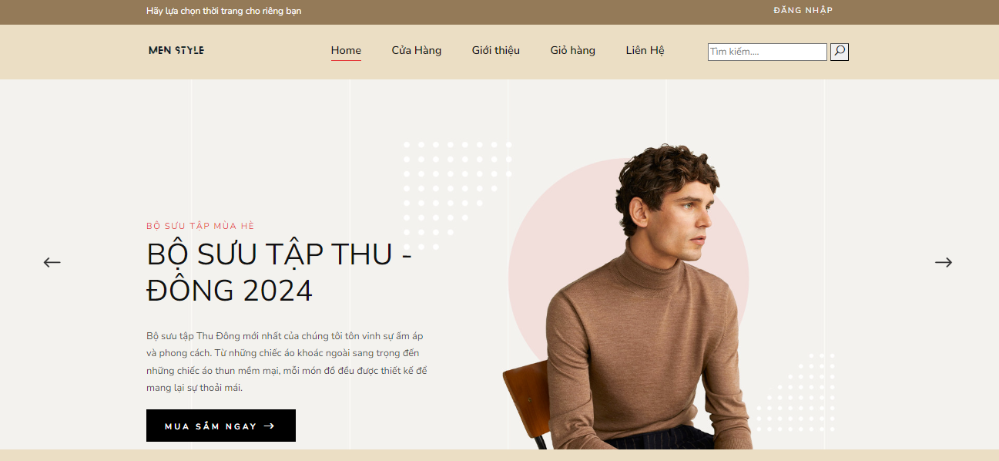 Hãy lựa chọn thời trang cho riêng bạn
ĐĂNG NHẬP
MEN STYLE
Home
Cửa Hàng
Giới thiệu
Giỏ hàng
Liên Hệ
Tìm kiếm....
BỘ SƯU TẬP MÙA HÈ
BỘ SƯU TẬP THU -
ĐÔNG 2024
Bộ sưu tập Thu Đông mới nhất của chúng tôi tôn vinh sự ấm áp
và phong cách. Từ những chiếc áo khoác ngoài sang trọng đến
những chiếc áo thun mềm mại, mỗi món đồ đều được thiết kế để
mang lại sự thoải mái.
MUA SẮM NGAY →